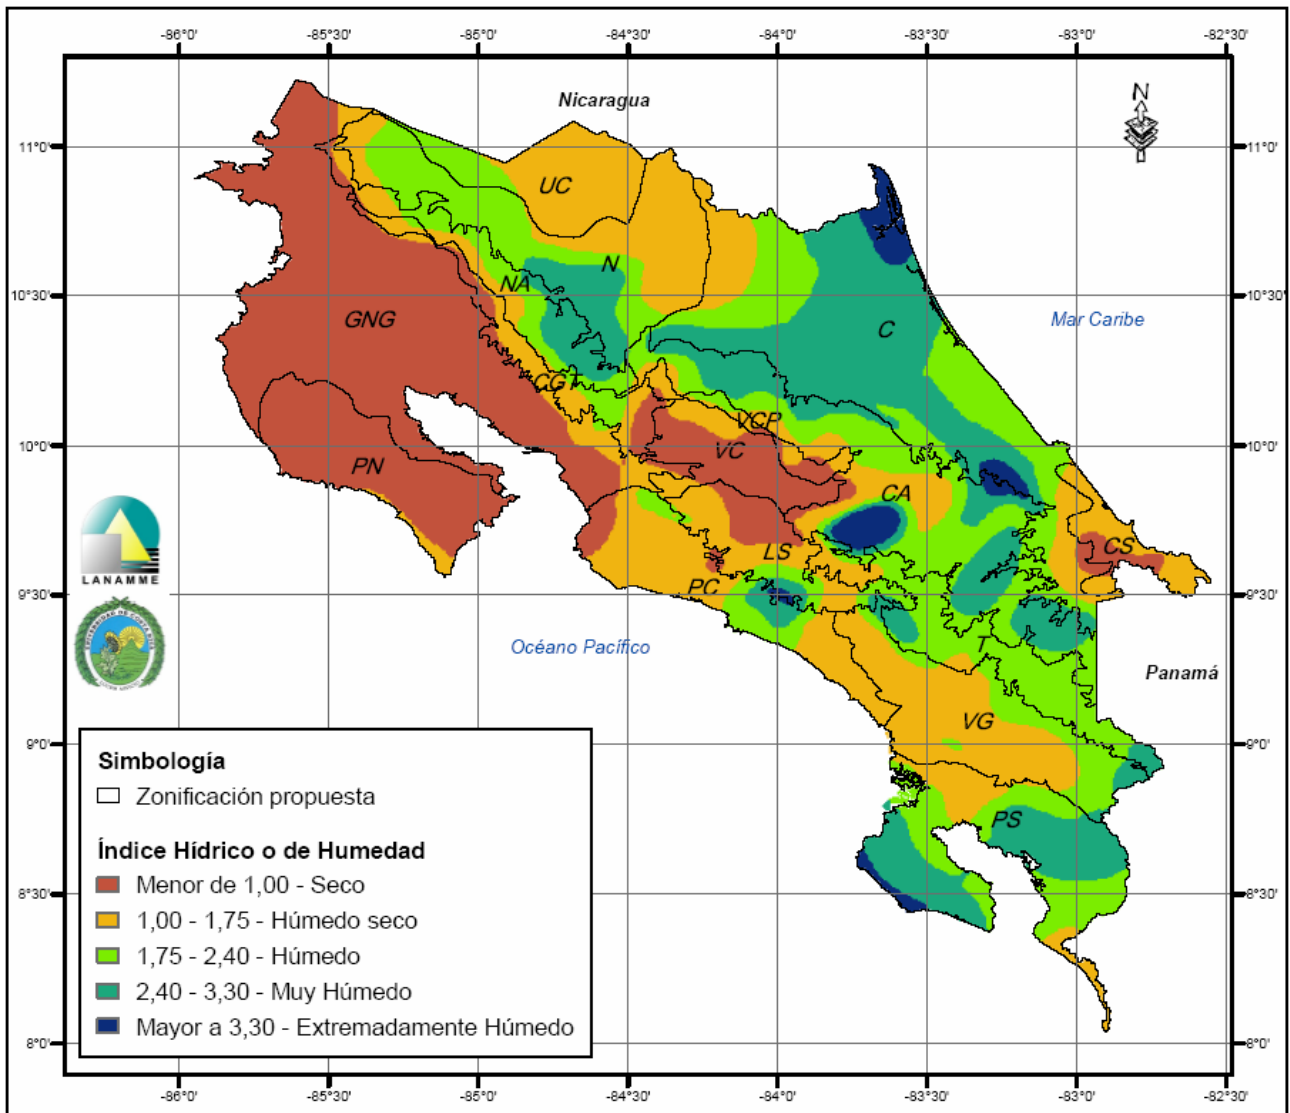 -86°0' -85°30' -85°0' -84°30' -84°0' -83°30' -83°0' -82°30'
Nicaragua
N
11°0' 11°0'
UC
N
NA
10°30' 10°30'
GNG
C
Mar Caribe
CGT
VCP
10°0' 10°0'
VC
PN
CA
LANAMME
CS
LS
PC
9°30' 9°30'
Océano Pacífico
T
Panamá
VG
9°0' 9°0'
PS
8°30' 8°30'
8°0' 8°0'
Simbología
Zonificación propuesta
Índice Hídrico o de Humedad
Menor de 1,00 - Seco
1,00 - 1,75 - Húmedo seco
1,75 - 2,40 - Húmedo
2,40 - 3,30 - Muy Húmedo
Mayor a 3,30 - Extremadamente Húmedo
-86°0' -85°30' -85°0' -84°30' -84°0' -83°30' -83°0' -82°30'